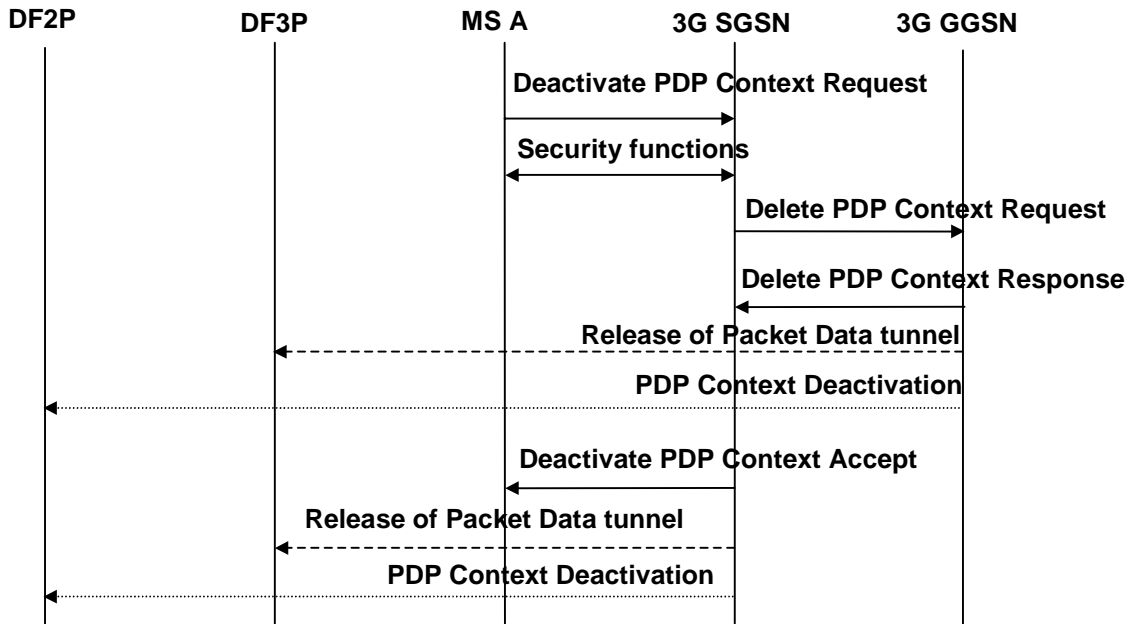 DF2P
DF3P
MS A
3G SGSN
3G GGSN
Deactivate PDP Context Request
Security functions
Delete PDP Context Request
Delete PDP Context Response
Release of Packet Data tunnel
PDP Context Deactivation
Deactivate PDP Context Accept
Release of Packet Data tunnel
PDP Context Deactivation